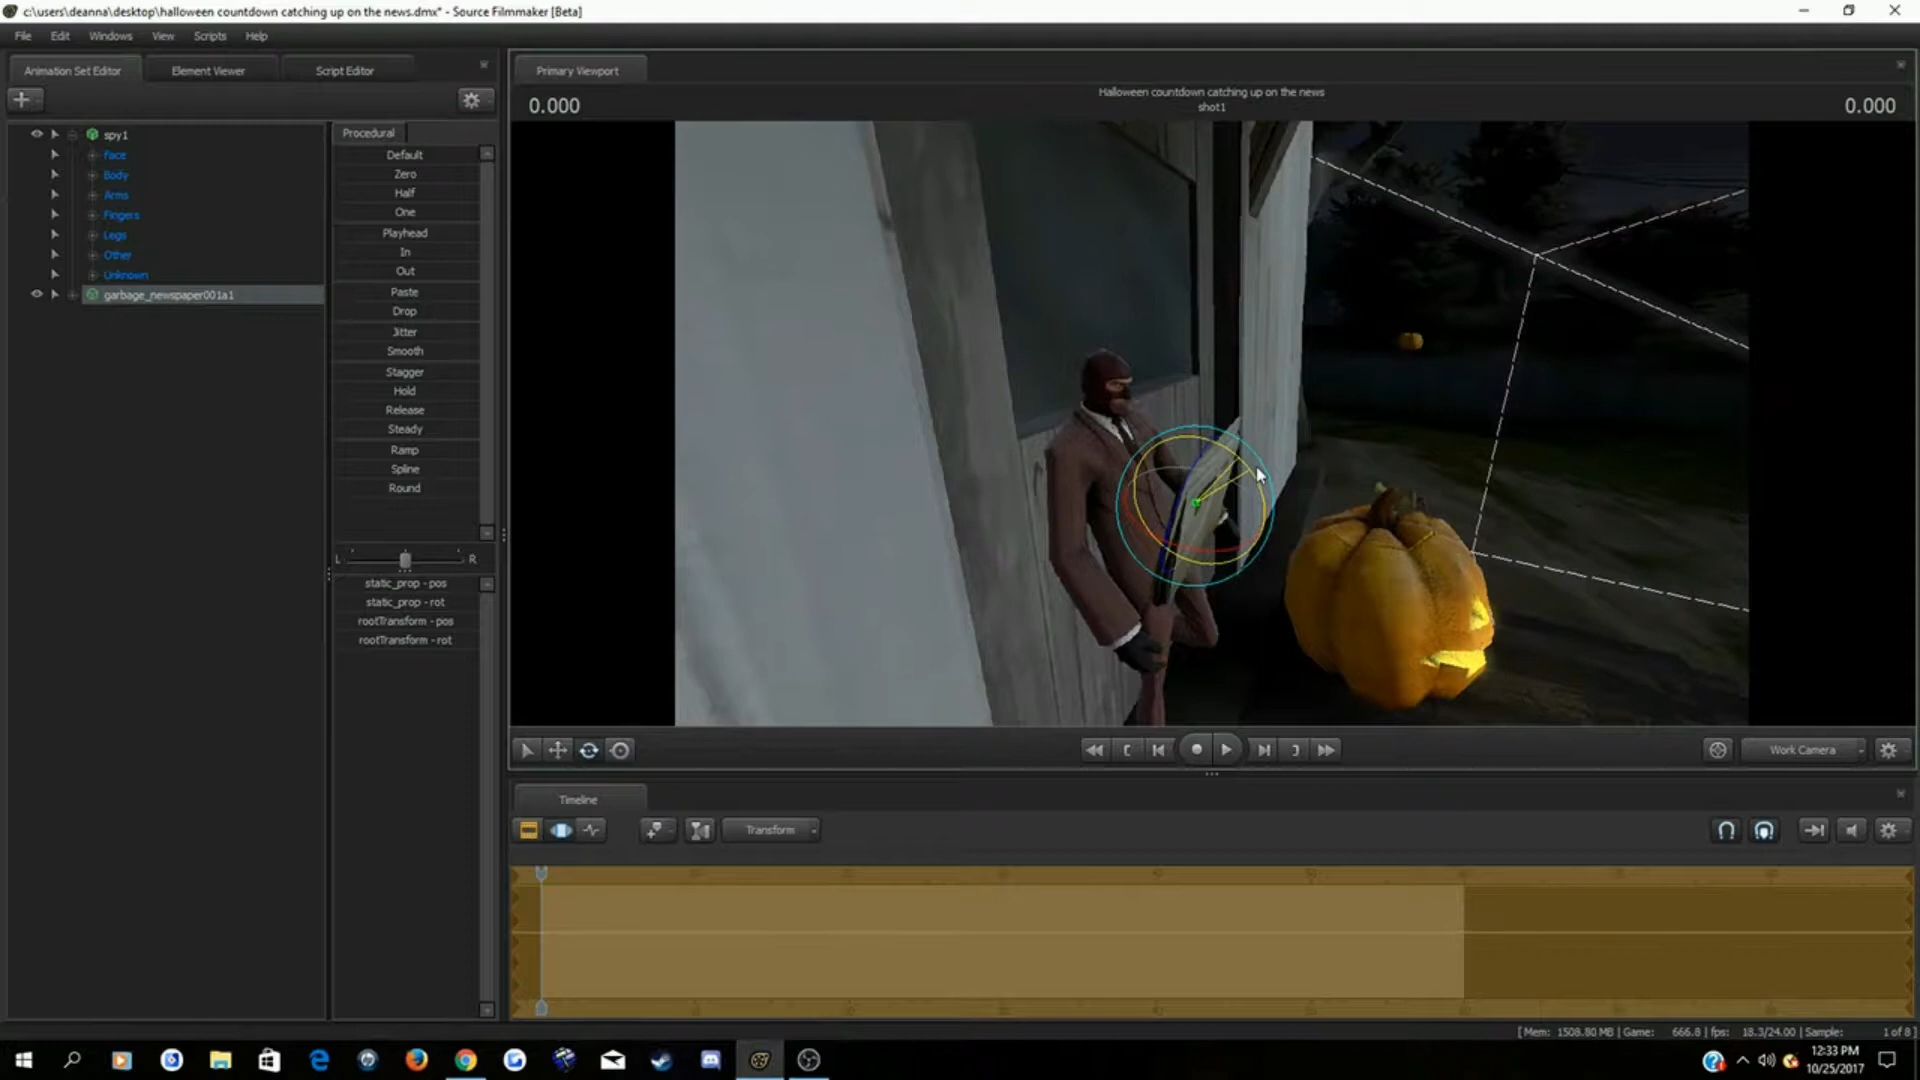 c:\users\deanna\desktop\halloween countdown catching up on the news.dmx* - Source Filmmaker [Beta]
File Edit Windows View Scripts Help
Animation Set Editor Element Viewer Script Editor
Primary Viewport
0.000
Halloween countdown catching up on the news
shot1
0.000
spy1
Face
Body
Arms
Fingers
Legs
Other
Unknown
garbage_newspaper001a1
Procedural
Default
Zero
Half
One
Playhead
In
Out
Paste
Drop
Jitter
Smooth
Stagger
Hold
Release
Steady
Ramp
Spline
Round
L R
static_prop - pos
static_prop - rot
rootTransform - pos
rootTransform - rot
Work Camera
Timeline
Transform
[ Mem: 1508.80 MB | Game: 666.8 | fps: 18.3/24.00 | Sample: 1 of 8 ]
12:33 PM
10/25/2017